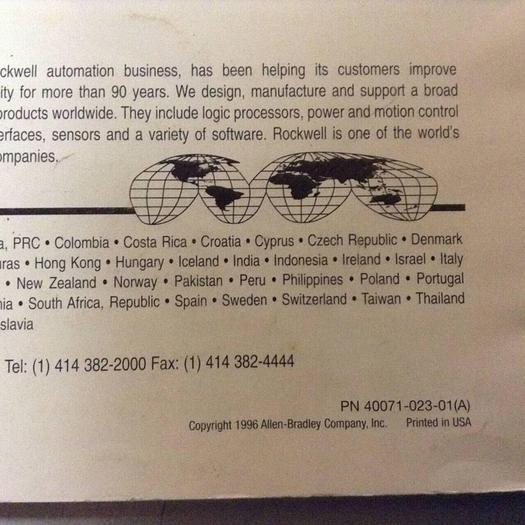 ckwell automation business, has been helping its customers improve
ity for more than 90 years. We design, manufacture and support a broad
products worldwide. They include logic processors, power and motion control
erfaces, sensors and a variety of software. Rockwell is one of the world's
ompanies.
a, PRC • Colombia • Costa Rica • Croatia • Cyprus • Czech Republic • Denmark
uras • Hong Kong • Hungary • Iceland • India • Indonesia • Ireland • Israel • Italy
• New Zealand • Norway • Pakistan • Peru • Philippines • Poland • Portugal
nia • South Africa, Republic • Spain • Sweden • Switzerland • Taiwan • Thailand
slavia
Tel: (1) 414 382-2000 Fax: (1) 414 382-4444
PN 40071-023-01(A)
Copyright 1996 Allen-Bradley Company, Inc. Printed in USA